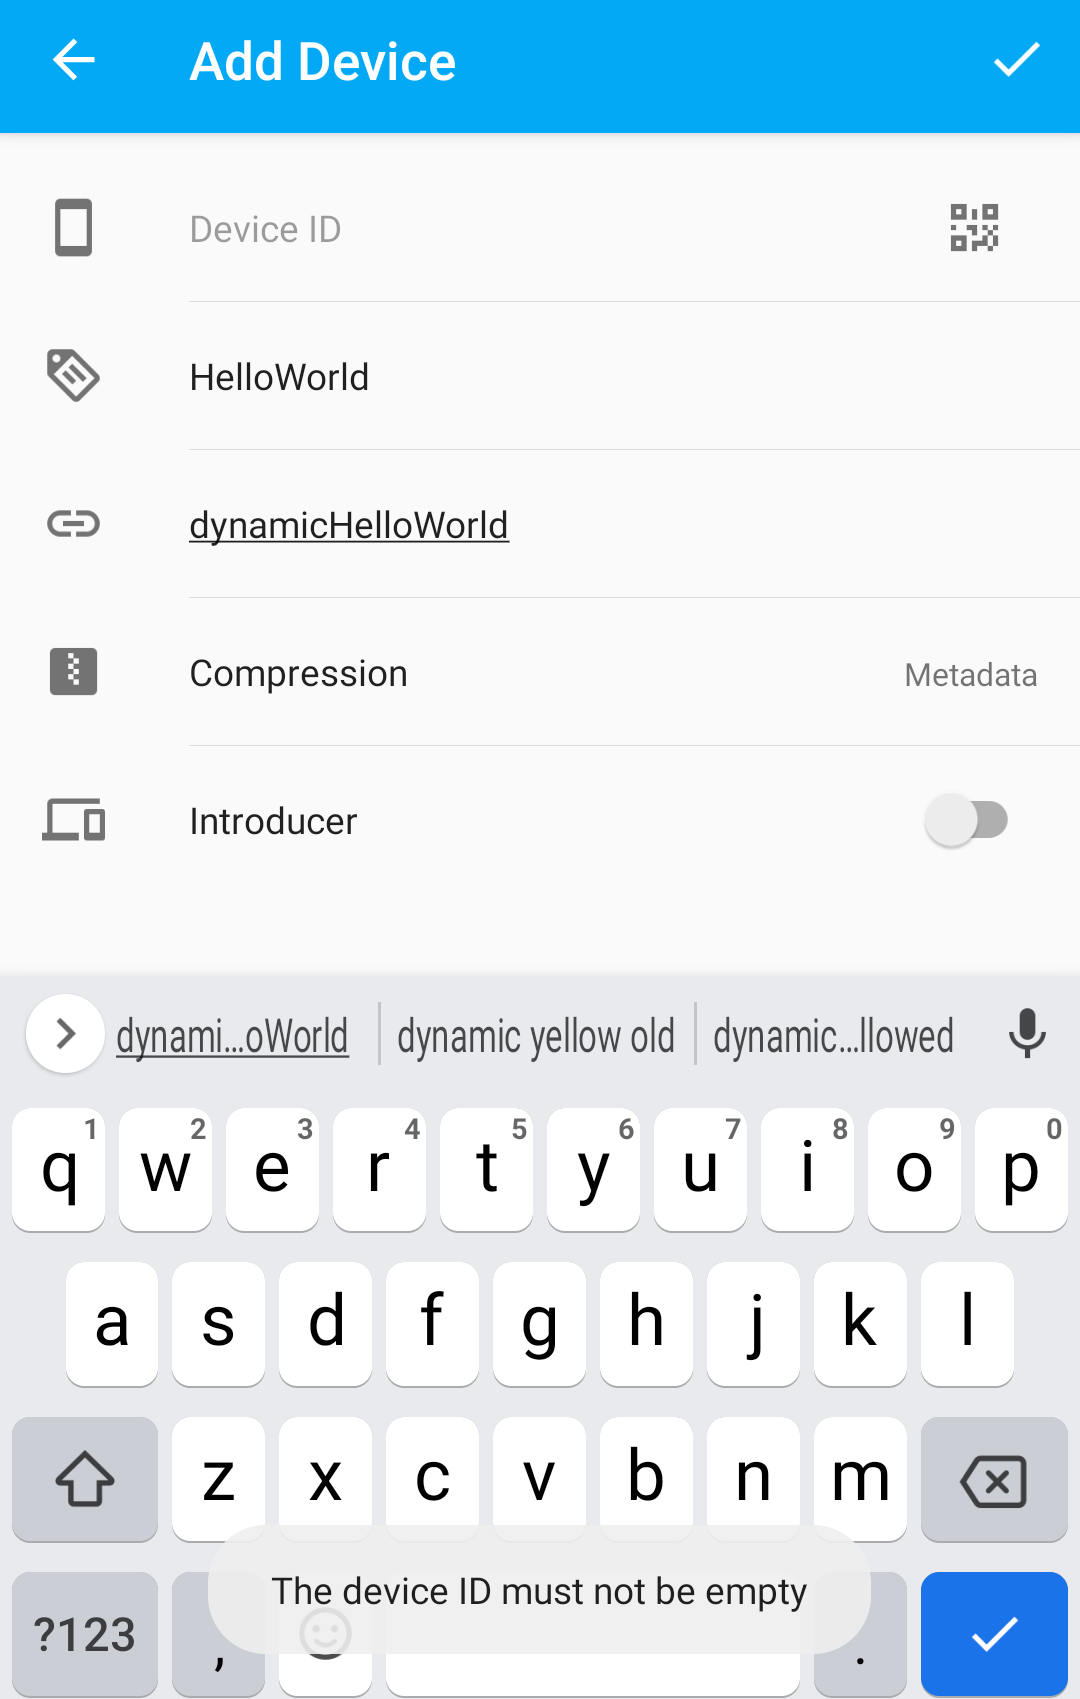 Add Device
Device ID
HelloWorld
dynamicHelloWorld
Compression Metadata
Introducer
dynami...oWorld dynamic yellow old dynamic...llowed
q 1 w 2 e 3 r 4 t 5 y 6 u 7 i 8 o 9 p 0
a s d f g h j k l
z x c v b n m
The device ID must not be empty
?123 , .